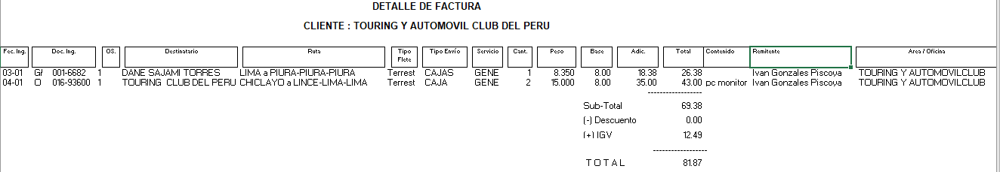 DETALLE DE FACTURA
CLIENTE : TOURING Y AUTOMOVIL CLUB DEL PERU
Fec. Ing. Doc. Ing. OS. Destinatario Ruta Tipo Flete Tipo Envío Servicio Cant. Peso Base Adic. Total Contenido Remitente Area / Oficina
03-01 G/ 001-6682 1 DANE SAJAMI TORRES LIMA a PIURA-PIURA-PIURA Terrest CAJAS GENE 1 8.350 8.00 18.38 26.38 Ivan Gonzales Piscoya TOURING Y AUTOMOVILCLUB
04-01 O 016-93600 1 TOURING CLUB DEL PERU CHICLAYO a LINCE-LIMA-LIMA Terrest CAJA GENE 2 15.000 8.00 35.00 43.00 pc monitor Ivan Gonzales Piscoya TOURING Y AUTOMOVILCLUB
------------------
Sub-Total 69.38
(-) Descuento 0.00
(+) IGV 12.49
------------------
T O T A L 81.87